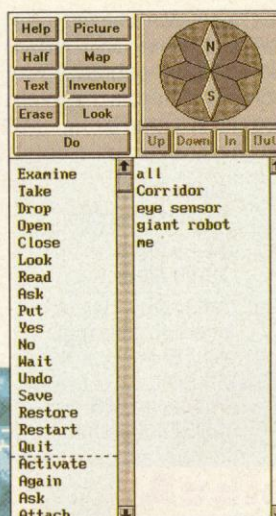 Help Picture
Half Map
Text Inventory
Erase Look
Do
N
S
Up Down In Out
Examine
Take
Drop
Open
Close
Look
Read
Ask
Put
Yes
No
Wait
Undo
Save
Restore
Restart
Quit
Activate
Again
Ask
Attach
all
Corridor
eye sensor
giant robot
me